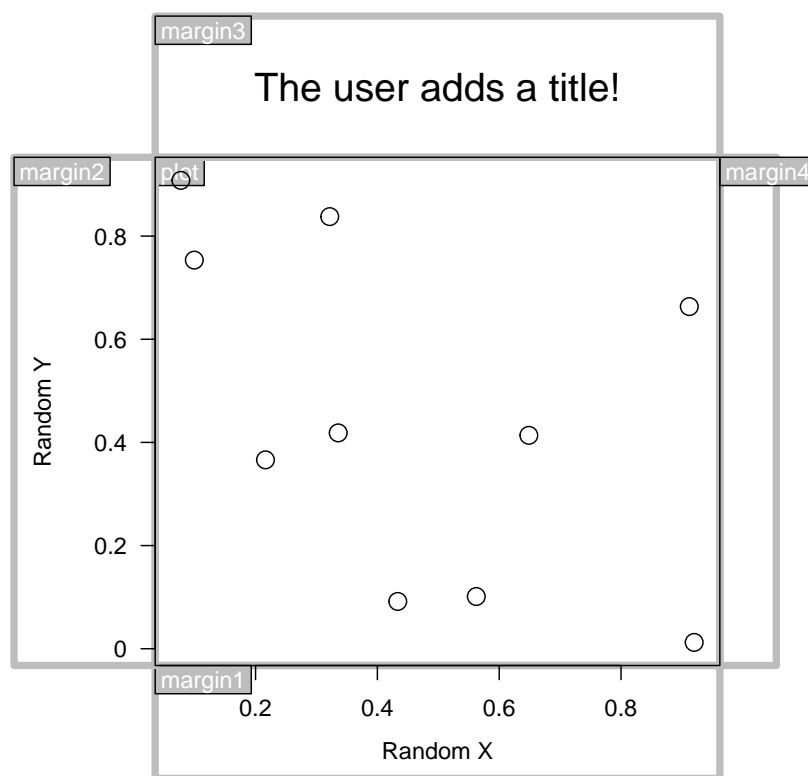 margin3
The user adds a title!
margin2
plot
margin4
0.8
0.6
Random Y
0.4
0.2
0
margin1
0.2 0.4 0.6 0.8
Random X